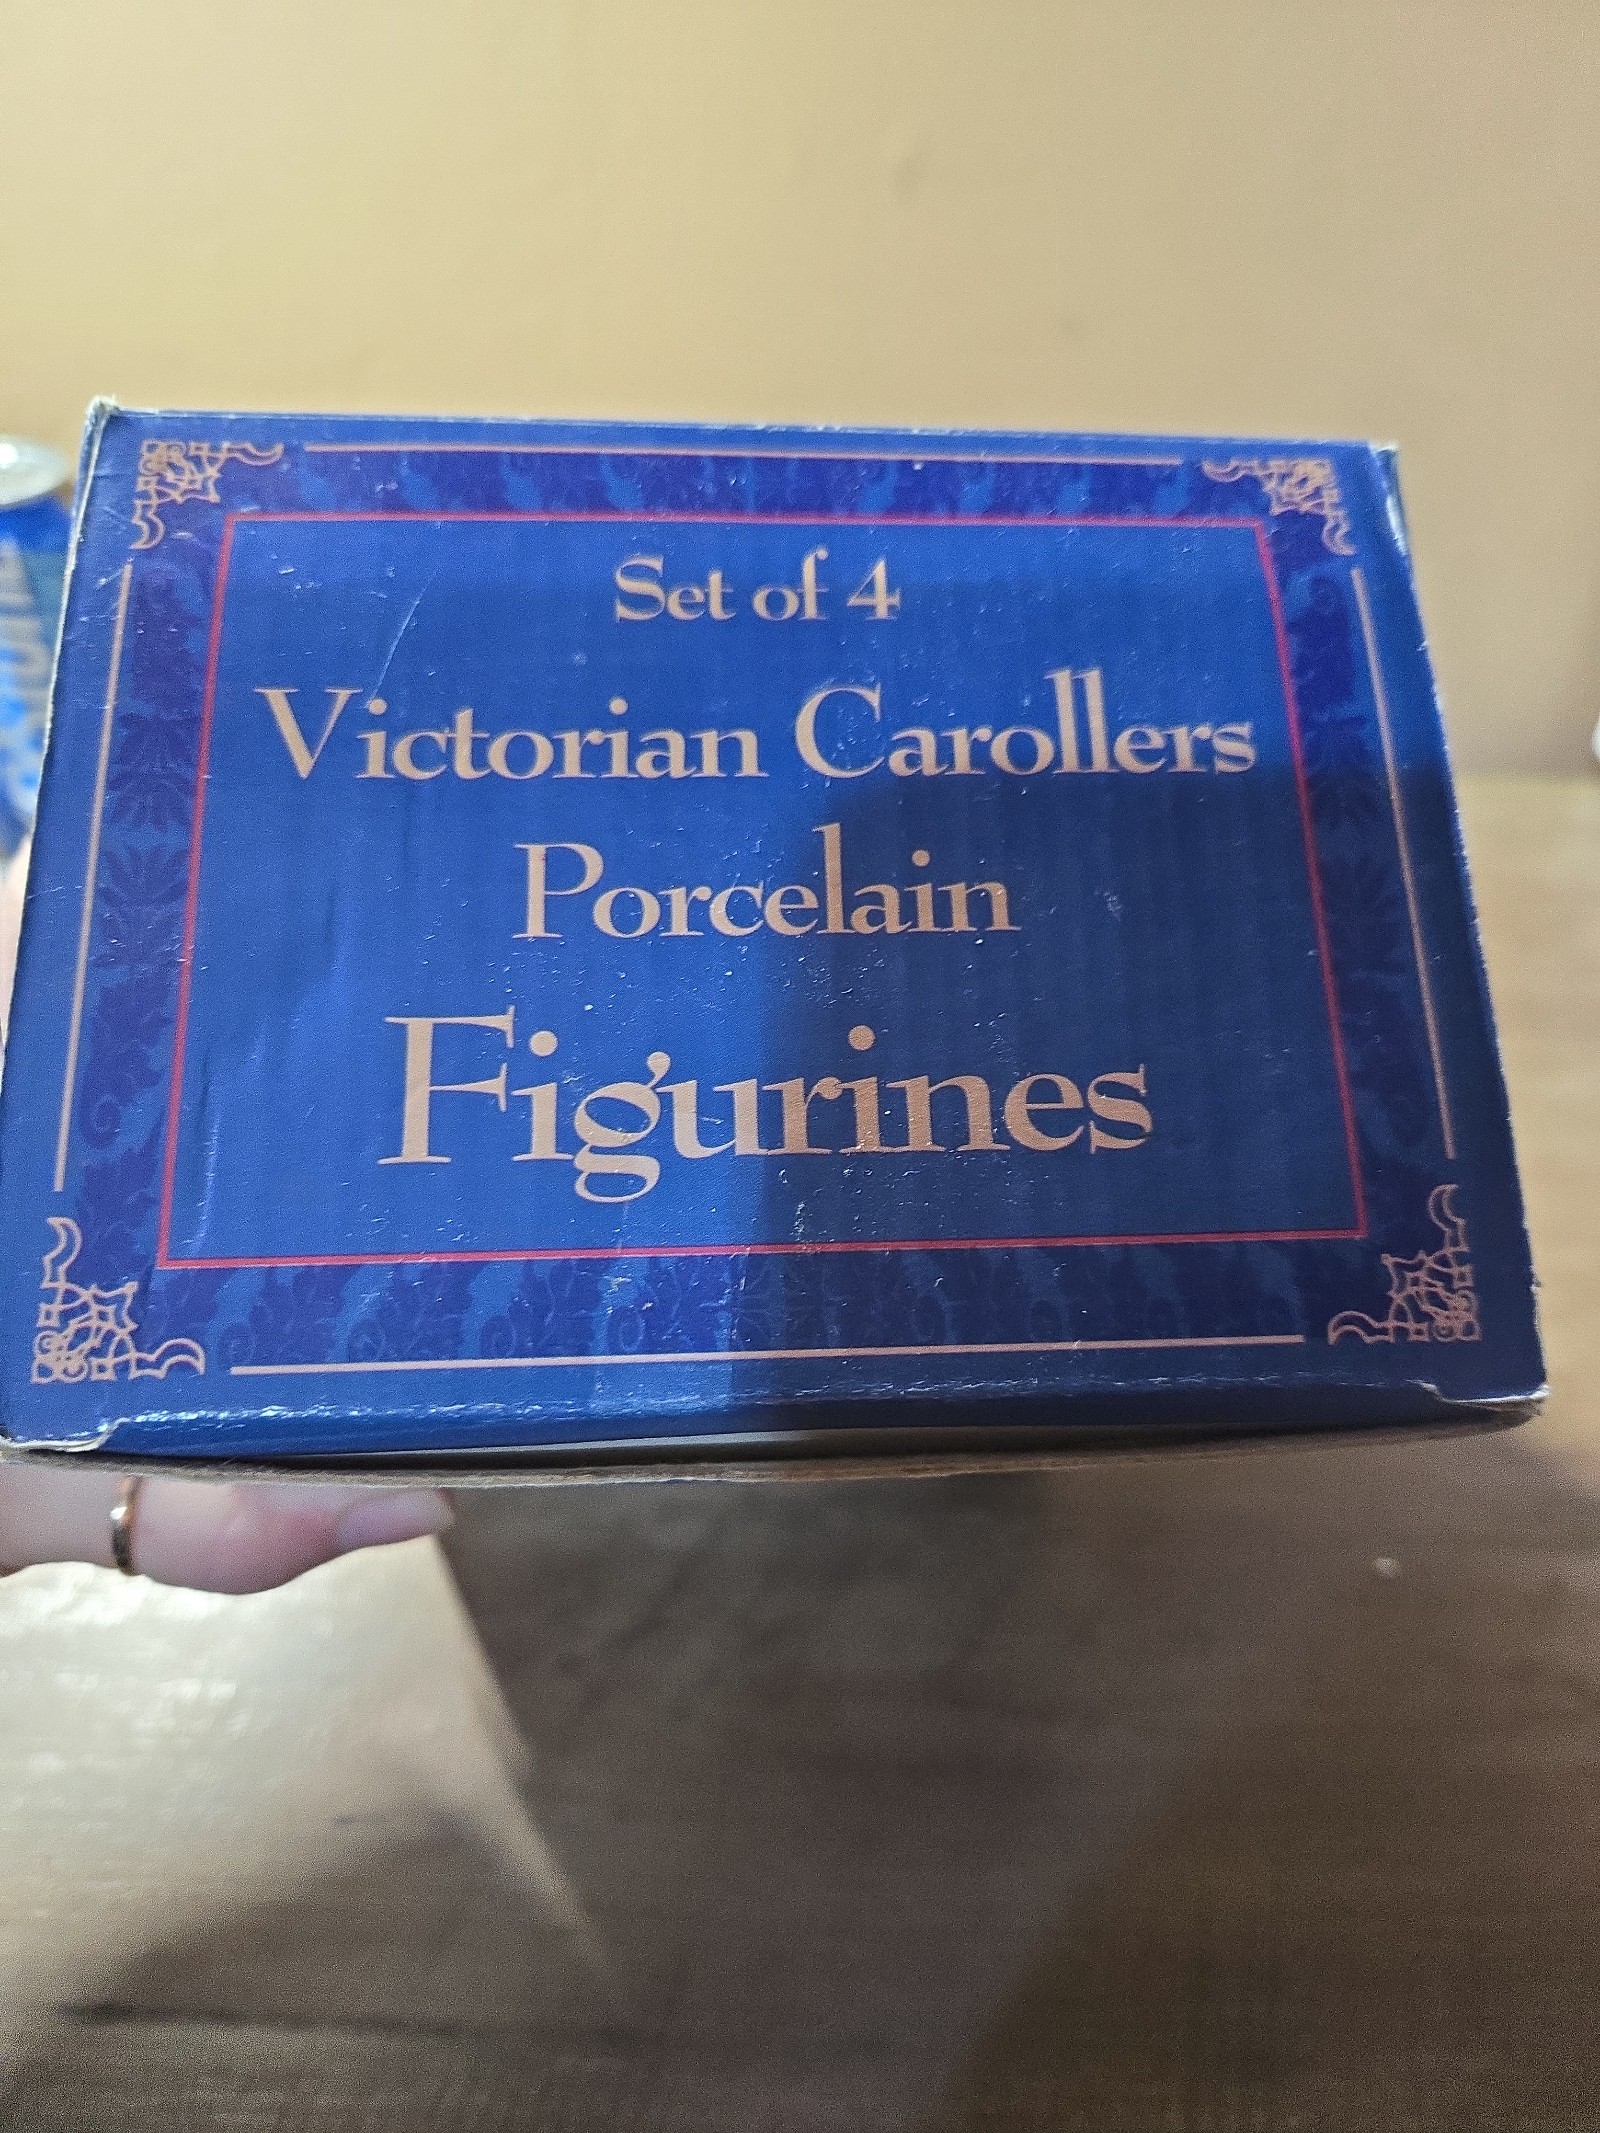 Set of 4
Victorian Carollers
Porcelain
Figurines